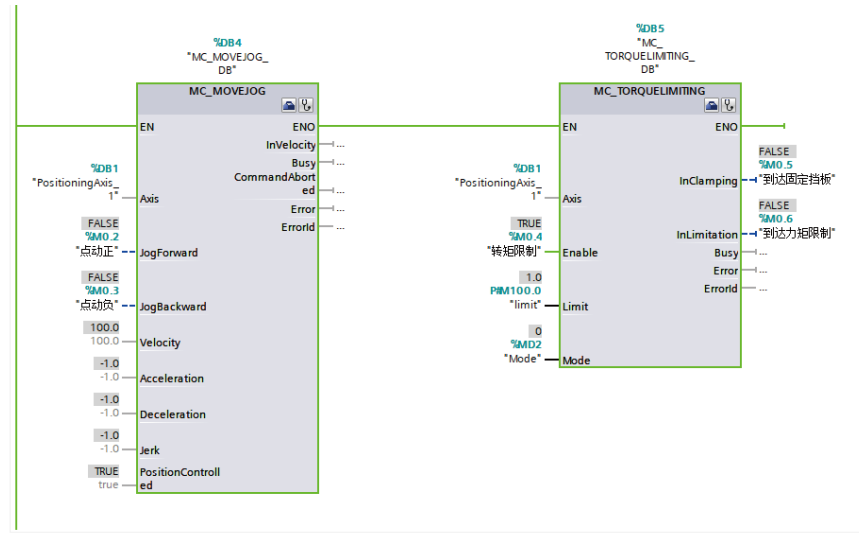 %DB4
"MC_MOVEJOG_
DB"
MC_MOVEJOG
EN
ENO
InVelocity
...
Busy
...
CommandAbort
ed
...
Error
...
ErrorId
...
%DB1
"PositioningAxis_
1"
Axis
FALSE
%M0.2
"点动正"
JogForward
FALSE
%M0.3
"点动负"
JogBackward
100.0
100.0
Velocity
-1.0
-1.0
Acceleration
-1.0
-1.0
Deceleration
-1.0
-1.0
Jerk
TRUE
true
PositionControll
ed
%DB5
"MC_
TORQUELIMITING_
DB"
MC_TORQUELIMITING
EN
ENO
FALSE
%M0.5
InClamping
"到达固定挡板"
FALSE
%M0.6
InLimitation
"到达力矩限制"
Busy
...
Error
...
ErrorId
...
%DB1
"PositioningAxis_
1"
Axis
TRUE
%M0.4
"转矩限制"
Enable
1.0
P#M100.0
"limit"
Limit
0
%MD2
"Mode"
Mode